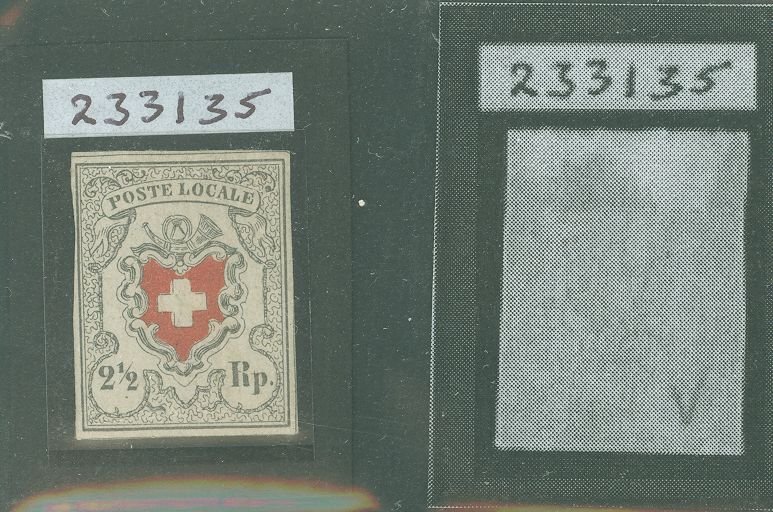 233135
POSTE LOCALE
2½ Rp.
233135
V